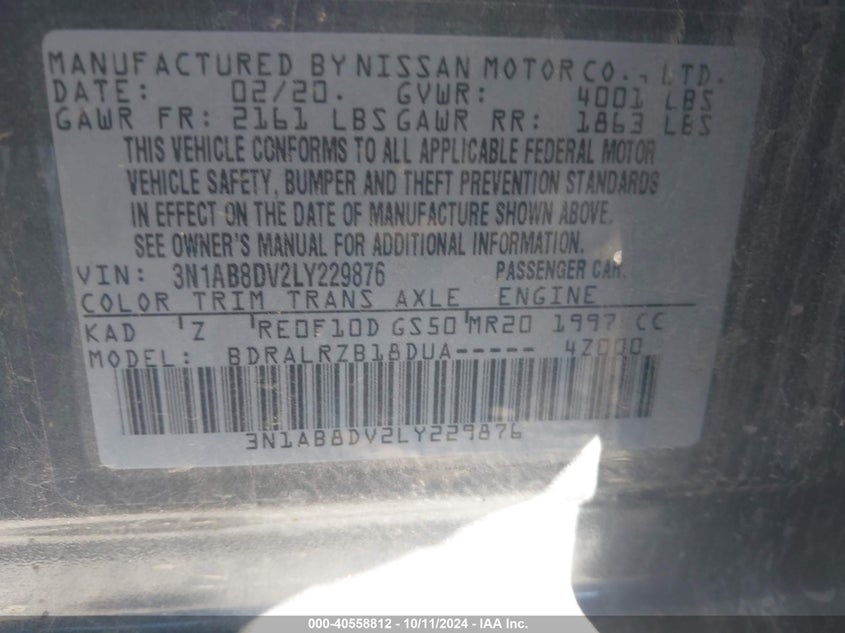 MANUFACTURED BY NISSAN MOTOR CO., LTD.
DATE: 02/20. GVWR: 4001 LBS
GAWR FR: 2161 LBS GAWR RR: 1863 LBS
THIS VEHICLE CONFORMS TO ALL APPLICABLE FEDERAL MOTOR
VEHICLE SAFETY, BUMPER AND THEFT PREVENTION STANDARDS
IN EFFECT ON THE DATE OF MANUFACTURE SHOWN ABOVE.
SEE OWNER'S MANUAL FOR ADDITIONAL INFORMATION.
VIN: 3N1AB8DV2LY229876 PASSENGER CAR.
COLOR TRIM TRANS AXLE ENGINE
KAD 'Z 'RE0F10D GS50 'MR20 1997 CC
MODEL: BDRALRZB18DUA----- 4Z000
3N1AB8DV2LY229876
000-40558812 - 10/11/2024 - IAA Inc.